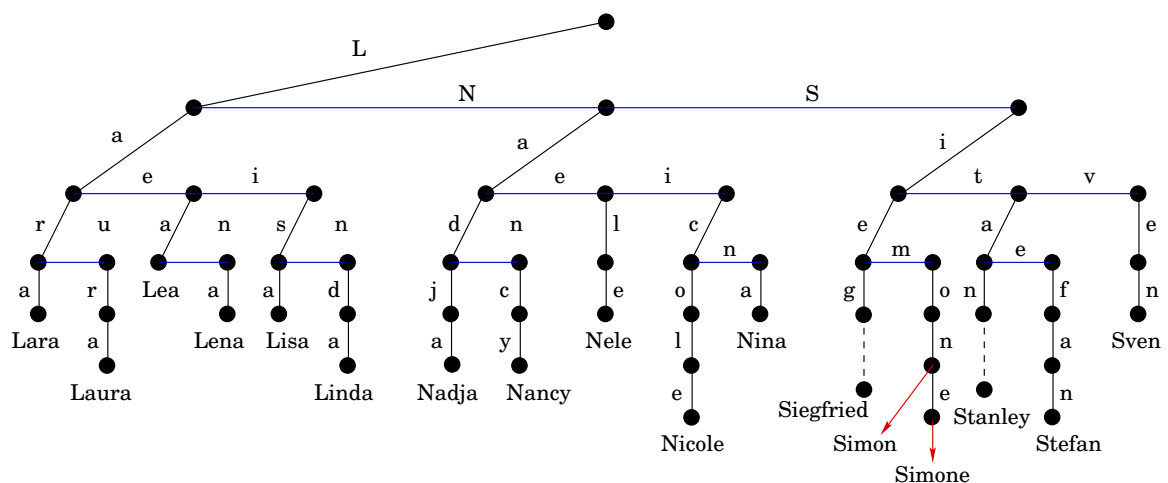 L
N S
a a i
e i e i t v
r u a n s n d n l c n e m a e e
a r a a d j c e o a g o n f n
Lara Lea Lena Lisa Nele Nina Sven
a a a y l n a
Laura Linda Nadja Nancy e e n
Siegfried Stanley
Nicole Simon Stefan
Simone